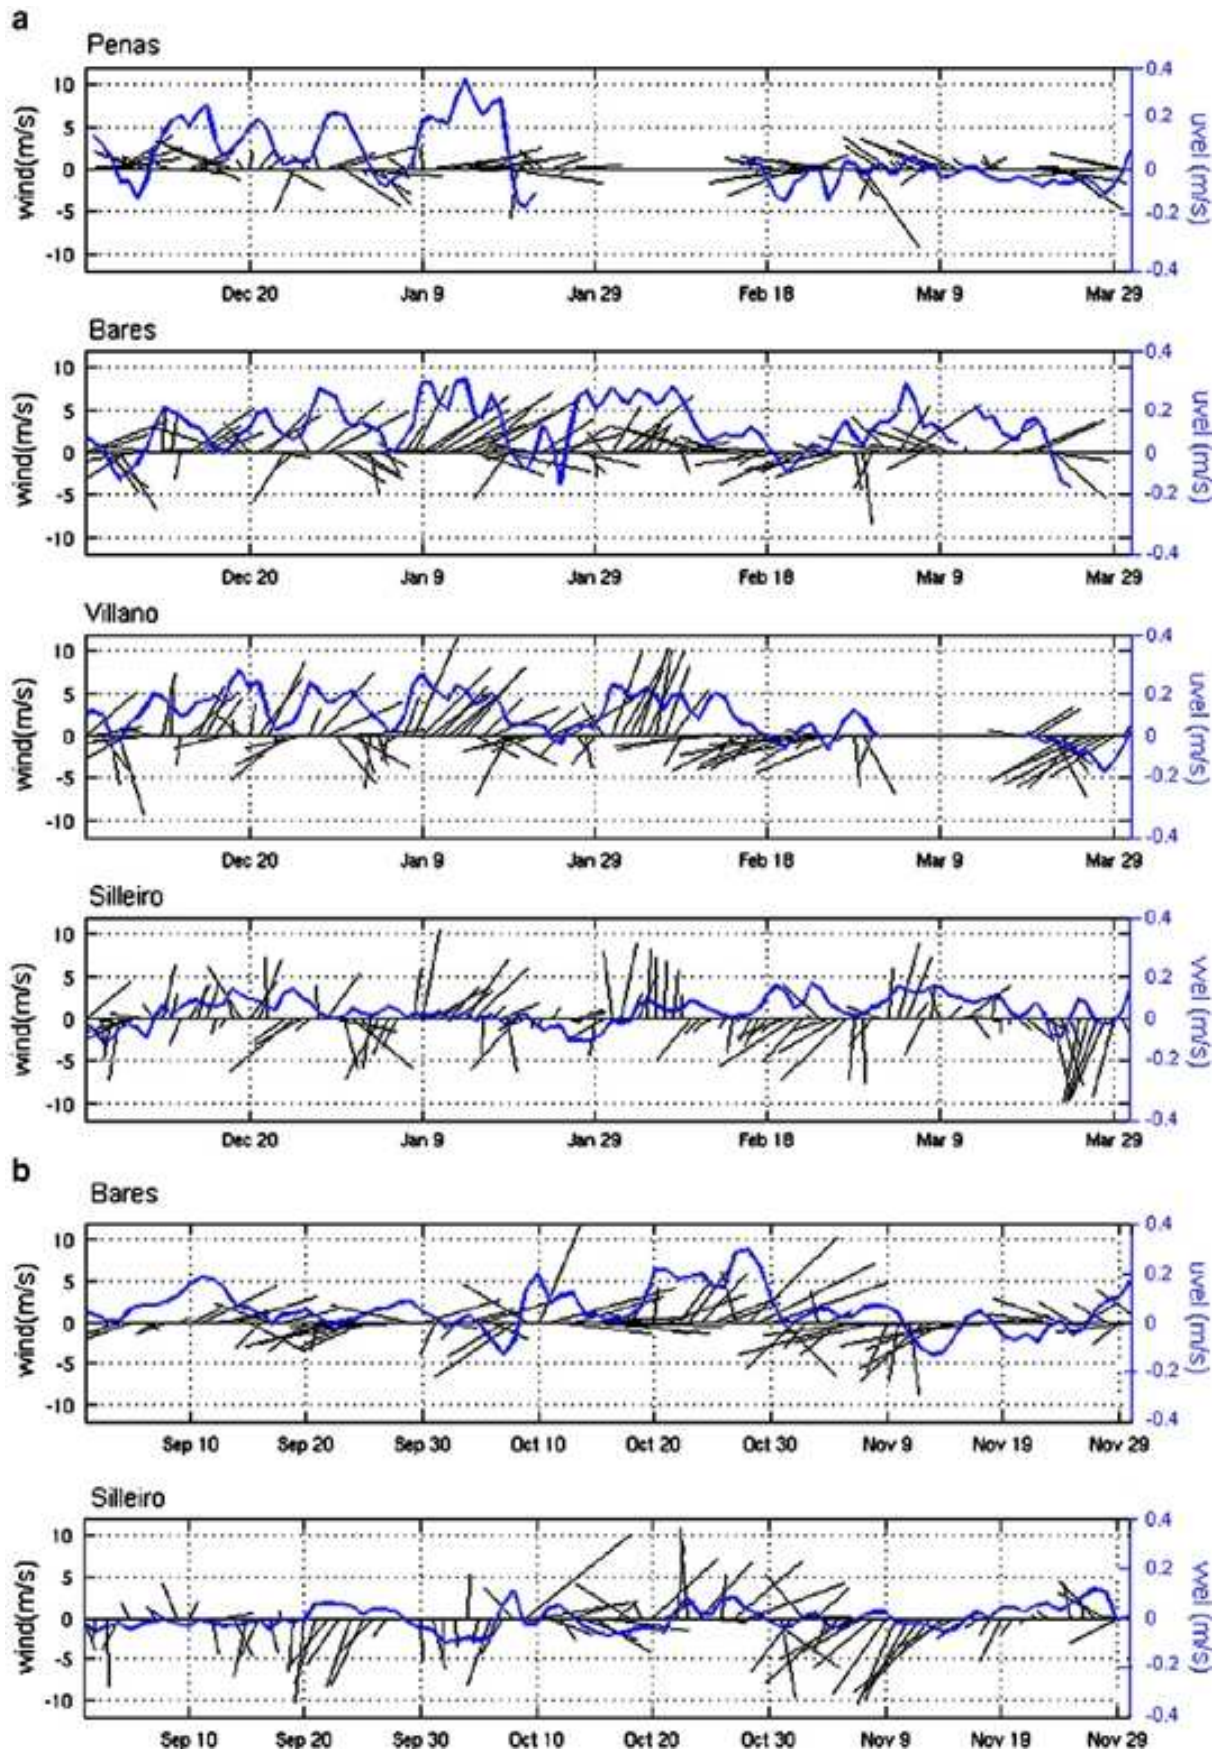 a
Penas
10 0.4
5 0.2
0 0
-5 -0.2
-10 -0.4
wind(m/s)
uvel (m/s)
Dec 20 Jan 9 Jan 29 Feb 18 Mar 9 Mar 29
Bares
10 0.4
5 0.2
0 0
-5 -0.2
-10 -0.4
wind(m/s)
uvel (m/s)
Dec 20 Jan 9 Jan 29 Feb 18 Mar 9 Mar 29
Villano
10 0.4
5 0.2
0 0
-5 -0.2
-10 -0.4
wind(m/s)
uvel (m/s)
Dec 20 Jan 9 Jan 29 Feb 18 Mar 9 Mar 29
Silleiro
10 0.4
5 0.2
0 0
-5 -0.2
-10 -0.4
wind(m/s)
vvel (m/s)
Dec 20 Jan 9 Jan 29 Feb 18 Mar 9 Mar 29
b
Bares
10 0.4
5 0.2
0 0
-5 -0.2
-10 -0.4
wind(m/s)
uvel (m/s)
Sep 10 Sep 20 Sep 30 Oct 10 Oct 20 Oct 30 Nov 9 Nov 19 Nov 29
Silleiro
10 0.4
5 0.2
0 0
-5 -0.2
-10 -0.4
wind(m/s)
vvel (m/s)
Sep 10 Sep 20 Sep 30 Oct 10 Oct 20 Oct 30 Nov 9 Nov 19 Nov 29